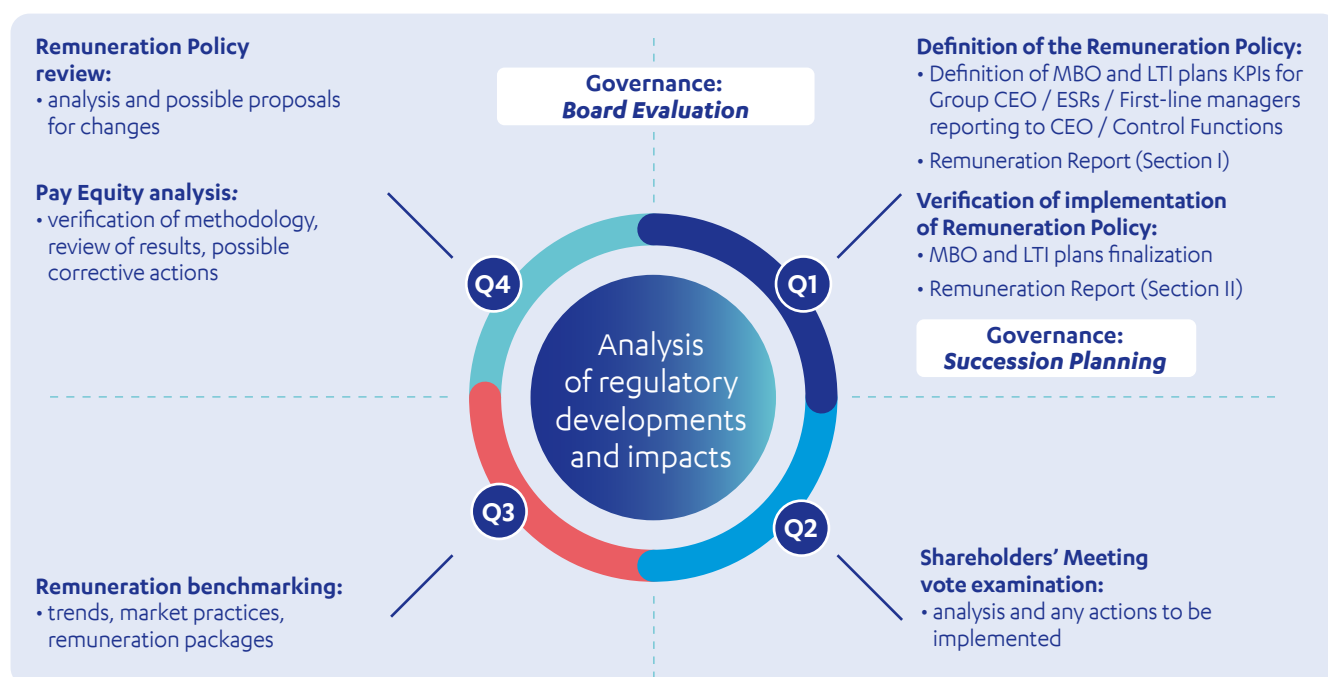 Remuneration Policy
review:
• analysis and possible proposals
for changes
Pay Equity analysis:
• verification of methodology,
review of results, possible
corrective actions
Governance:
Board Evaluation
Definition of the Remuneration Policy:
• Definition of MBO and LTI plans KPIs for
Group CEO / ESRs / First-line managers
reporting to CEO / Control Functions
• Remuneration Report (Section I)
Verification of implementation
of Remuneration Policy:
• MBO and LTI plans finalization
• Remuneration Report (Section II)
Governance:
Succession Planning
Q4
Q1
Analysis
of regulatory
developments
and impacts
Q3
Q2
Remuneration benchmarking:
• trends, market practices,
remuneration packages
Shareholders’ Meeting
vote examination:
• analysis and any actions to be
implemented